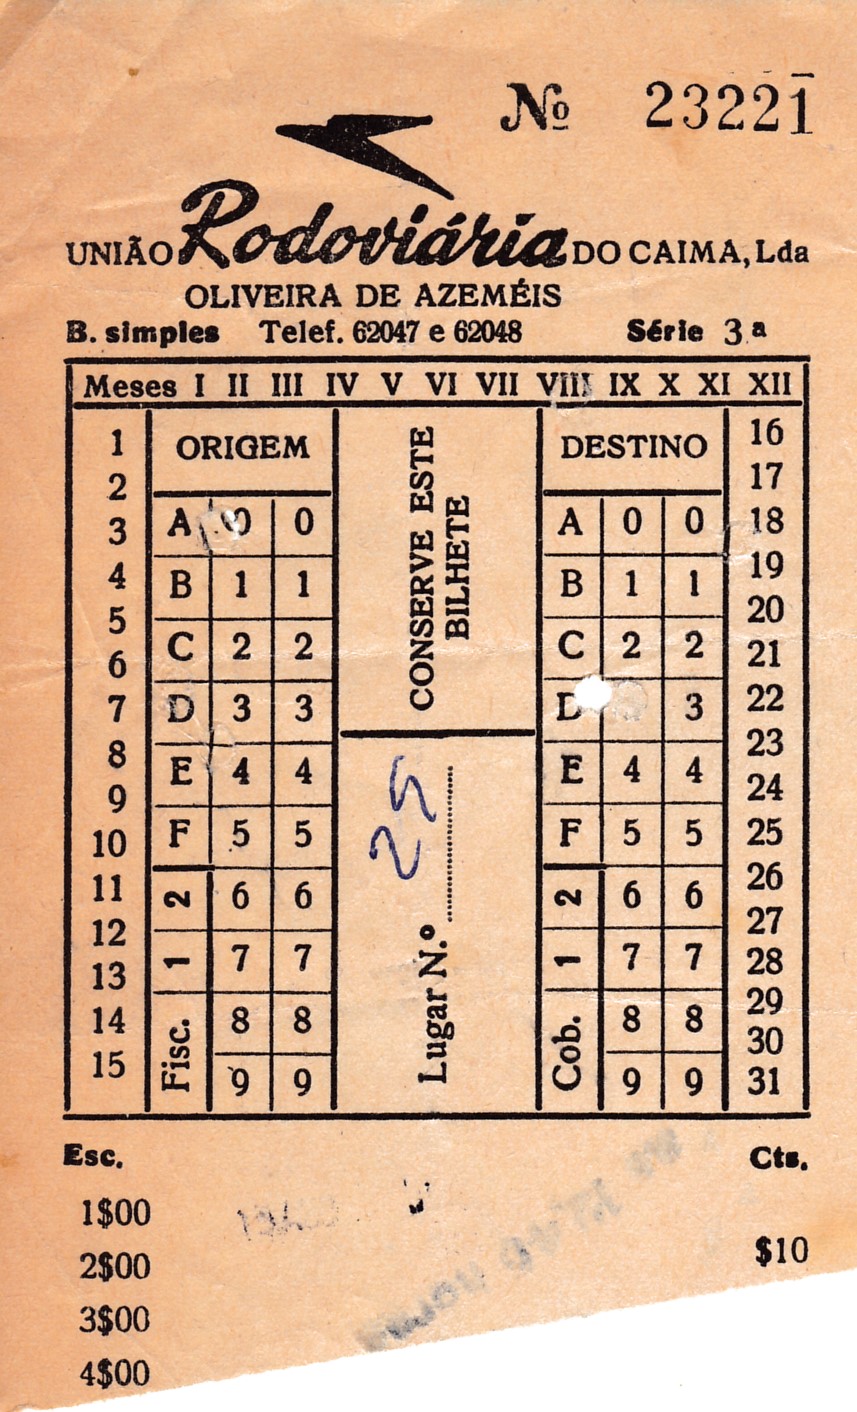 Nº 23221
UNIÃO Rodoviária DO CAIMA, Lda
OLIVEIRA DE AZEMÉIS
B. simples Telef. 62047 e 62048 Série 3ª
Meses I II III IV V VI VII VIII IX X XI XII
1
2
3
4
5
6
7
8
9
10
11
12
13
14
15
ORIGEM
A 0 0
B 1 1
C 2 2
D 3 3
E 4 4
F 5 5
2 6 6
1 7 7
Fisc. 8 8
9 9
CONSERVE ESTE
BILHETE
Lugar N.º 25
DESTINO
A 0 0
B 1 1
C 2 2
D 3
E 4 4
F 5 5
2 6 6
1 7 7
Cob. 8 8
9 9
16
17
18
19
20
21
22
23
24
25
26
27
28
29
30
31
Esc. Cts.
1$00
$10
2$00
3$00
4$00